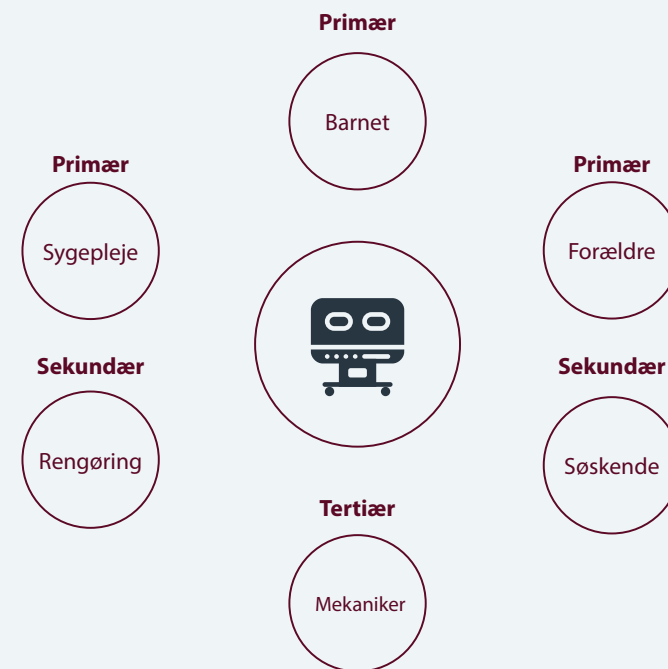 Primær
Barnet
Primær
Sygepleje
Primær
Forældre
Sekundær
Rengøring
Sekundær
Søskende
Tertiær
Mekaniker